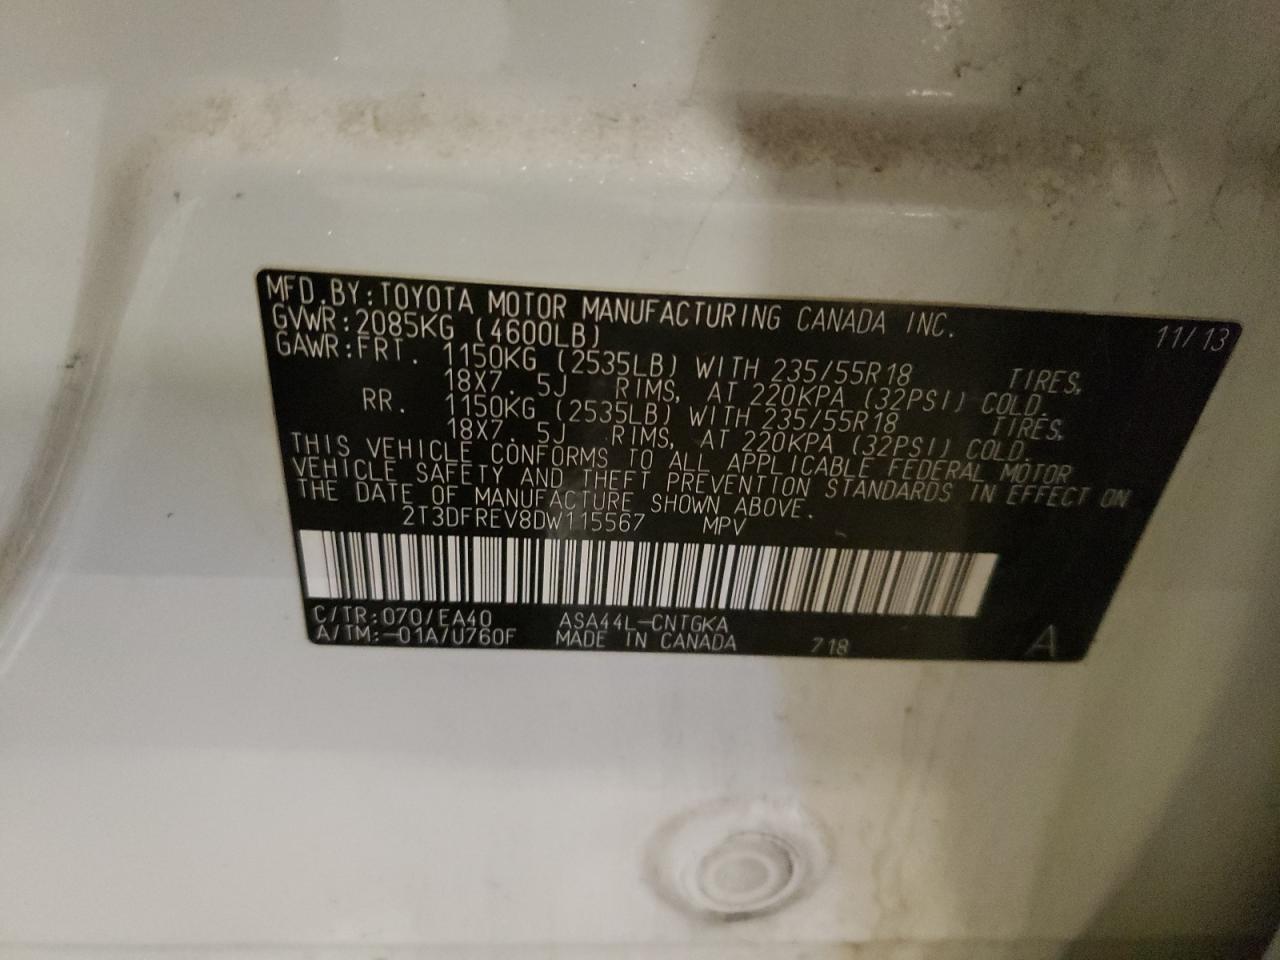 MFD.BY:TOYOTA MOTOR MANUFACTURING CANADA INC. 11/13
GVWR:2085KG (4600LB)
GAWR:FRT. 1150KG (2535LB) WITH 235/55R18 TIRES,
18X7.5J RIMS, AT 220KPA (32PSI) COLD.
RR. 1150KG (2535LB) WITH 235/55R18 TIRES,
18X7.5J RIMS, AT 220KPA (32PSI) COLD.
THIS VEHICLE CONFORMS TO ALL APPLICABLE FEDERAL MOTOR
VEHICLE SAFETY AND THEFT PREVENTION STANDARDS IN EFFECT ON
THE DATE OF MANUFACTURE SHOWN ABOVE.
2T3DFREV8DW115567 MPV
C/TR:070/EA40 ASA44L-CNTGKA
A/TM:-01A/U760F MADE IN CANADA 718 A